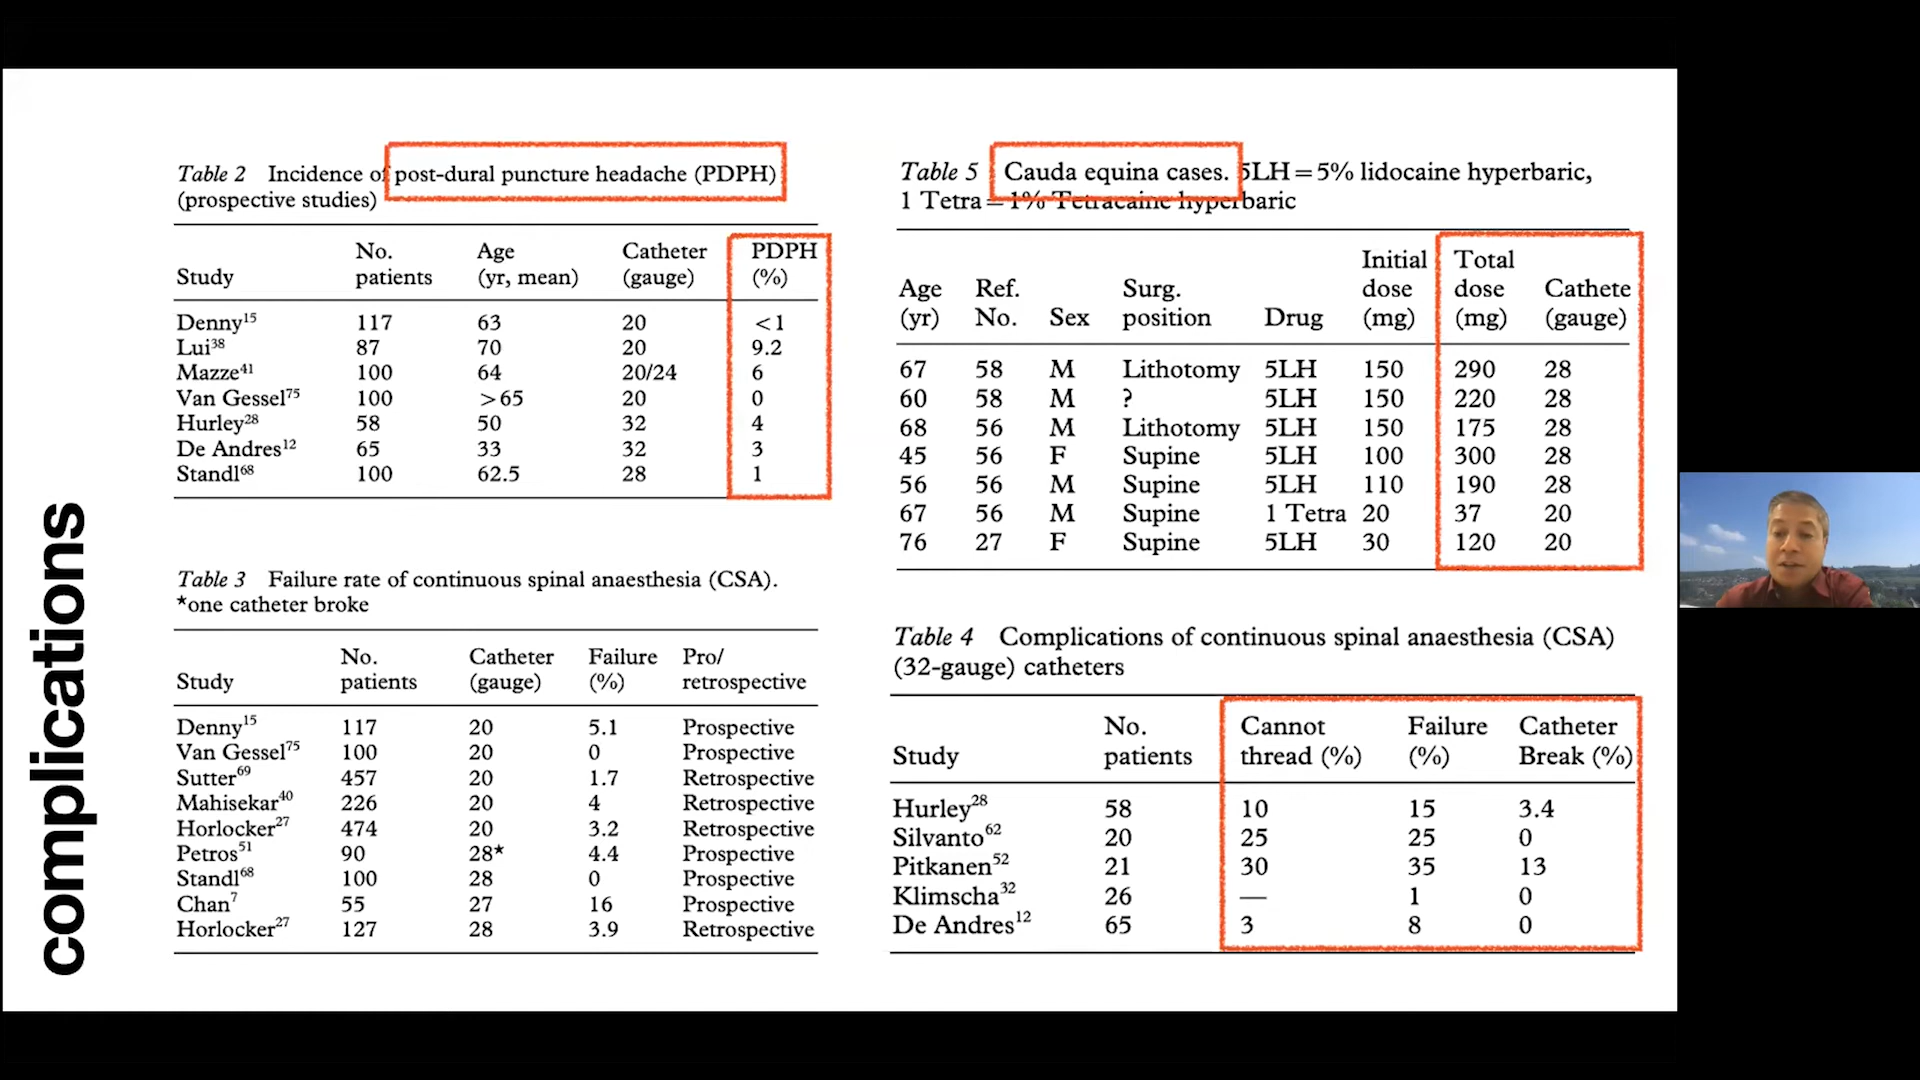 complications
Table 2 Incidence of post-dural puncture headache (PDPH)
(prospective studies)
Study No. patients Age (yr, mean) Catheter (gauge) PDPH (%)
Denny15 117 63 20 <1
Lui38 87 70 20 9.2
Mazze41 100 64 20/24 6
Van Gessel75 100 >65 20 0
Hurley28 58 50 32 4
De Andres12 65 33 32 3
Standl68 100 62.5 28 1
Table 3 Failure rate of continuous spinal anaesthesia (CSA).
*one catheter broke
Study No. patients Catheter (gauge) Failure (%) Pro/ retrospective
Denny15 117 20 5.1 Prospective
Van Gessel75 100 20 0 Prospective
Sutter69 457 20 1.7 Retrospective
Mahisekar40 226 20 4 Retrospective
Horlocker27 474 20 3.2 Retrospective
Petros51 90 28* 4.4 Prospective
Standl68 100 28 0 Prospective
Chan7 55 27 16 Prospective
Horlocker27 127 28 3.9 Retrospective
Table 5 Cauda equina cases. 5LH = 5% lidocaine hyperbaric,
1 Tetra = 1% Tetracaine hyperbaric
Age (yr) Ref. No. Sex Surg. position Drug Initial dose (mg) Total dose (mg) Cathete (gauge)
67 58 M Lithotomy 5LH 150 290 28
60 58 M ? 5LH 150 220 28
68 56 M Lithotomy 5LH 150 175 28
45 56 F Supine 5LH 100 300 28
56 56 M Supine 5LH 110 190 28
67 56 M Supine 1 Tetra 20 37 20
76 27 F Supine 5LH 30 120 20
Table 4 Complications of continuous spinal anaesthesia (CSA)
(32-gauge) catheters
Study No. patients Cannot thread (%) Failure (%) Catheter Break (%)
Hurley28 58 10 15 3.4
Silvanto62 20 25 25 0
Pitkanen52 21 30 35 13
Klimscha32 26 — 1 0
De Andres12 65 3 8 0